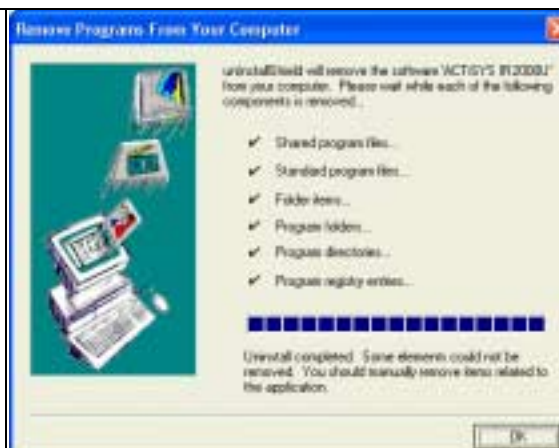 Remove Programs From Your Computer
uninstallShield will remove the software 'ACTiSYS IR2000U'
from your computer. Please wait while each of the following
components is removed...
Shared program files...
Standard program files...
Folder items...
Program folders...
Program directories...
Program registry entries...
Uninstall completed. Some elements could not be
removed. You should manually remove items related to
the application.
OK